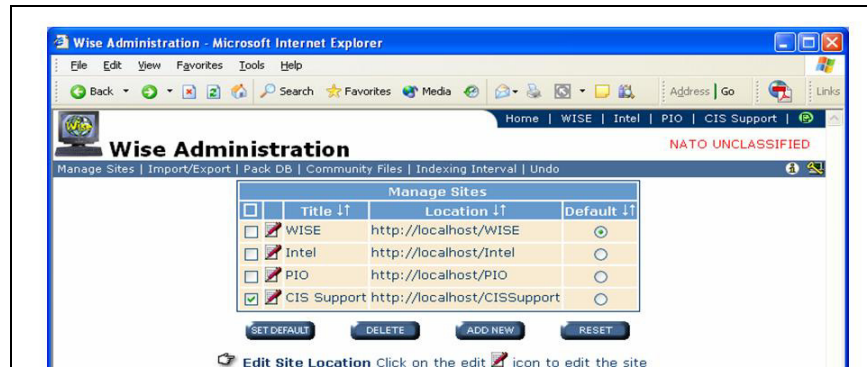 Wise Administration - Microsoft Internet Explorer
File Edit View Favorites Tools Help
Back Search Favorites Media Address Go Links
Home | WISE | Intel | PIO | CIS Support |
Wise Administration
NATO UNCLASSIFIED
Manage Sites | Import/Export | Pack DB | Community Files | Indexing Interval | Undo
Manage Sites
Title ↓↑ Location ↓↑ Default ↓↑
WISE http://localhost/WISE
Intel http://localhost/Intel
PIO http://localhost/PIO
CIS Support http://localhost/CISSupport
SET DEFAULT DELETE ADD NEW RESET
Edit Site Location Click on the edit icon to edit the site